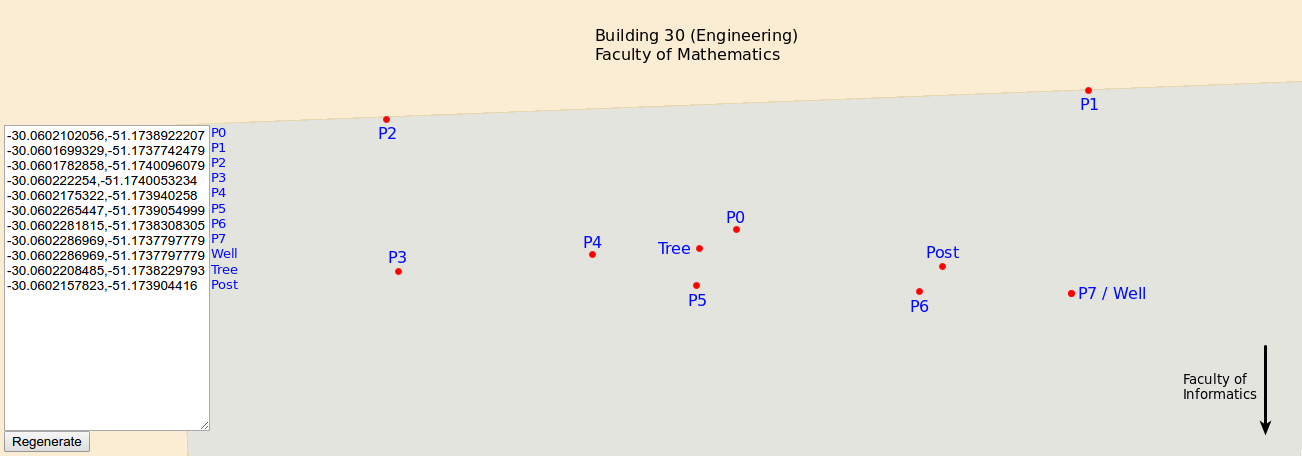 Building 30 (Engineering)
Faculty of Mathematics
P1
P2
-30.0602102056,-51.1738922207 P0
-30.0601699329,-51.1737742479 P1
-30.0601782858,-51.1740096079 P2
-30.060222254,-51.1740053234 P3
-30.0602175322,-51.173940258 P4
-30.0602265447,-51.1739054999 P5
-30.0602281815,-51.1738308305 P6
-30.0602286969,-51.1737797779 P7
-30.0602286969,-51.1737797779 Well
-30.0602208485,-51.1738229793 Tree
-30.0602157823,-51.173904416 Post
P0
P4
Tree
Post
P3
P5
P6
P7 / Well
Faculty of
Informatics
Regenerate